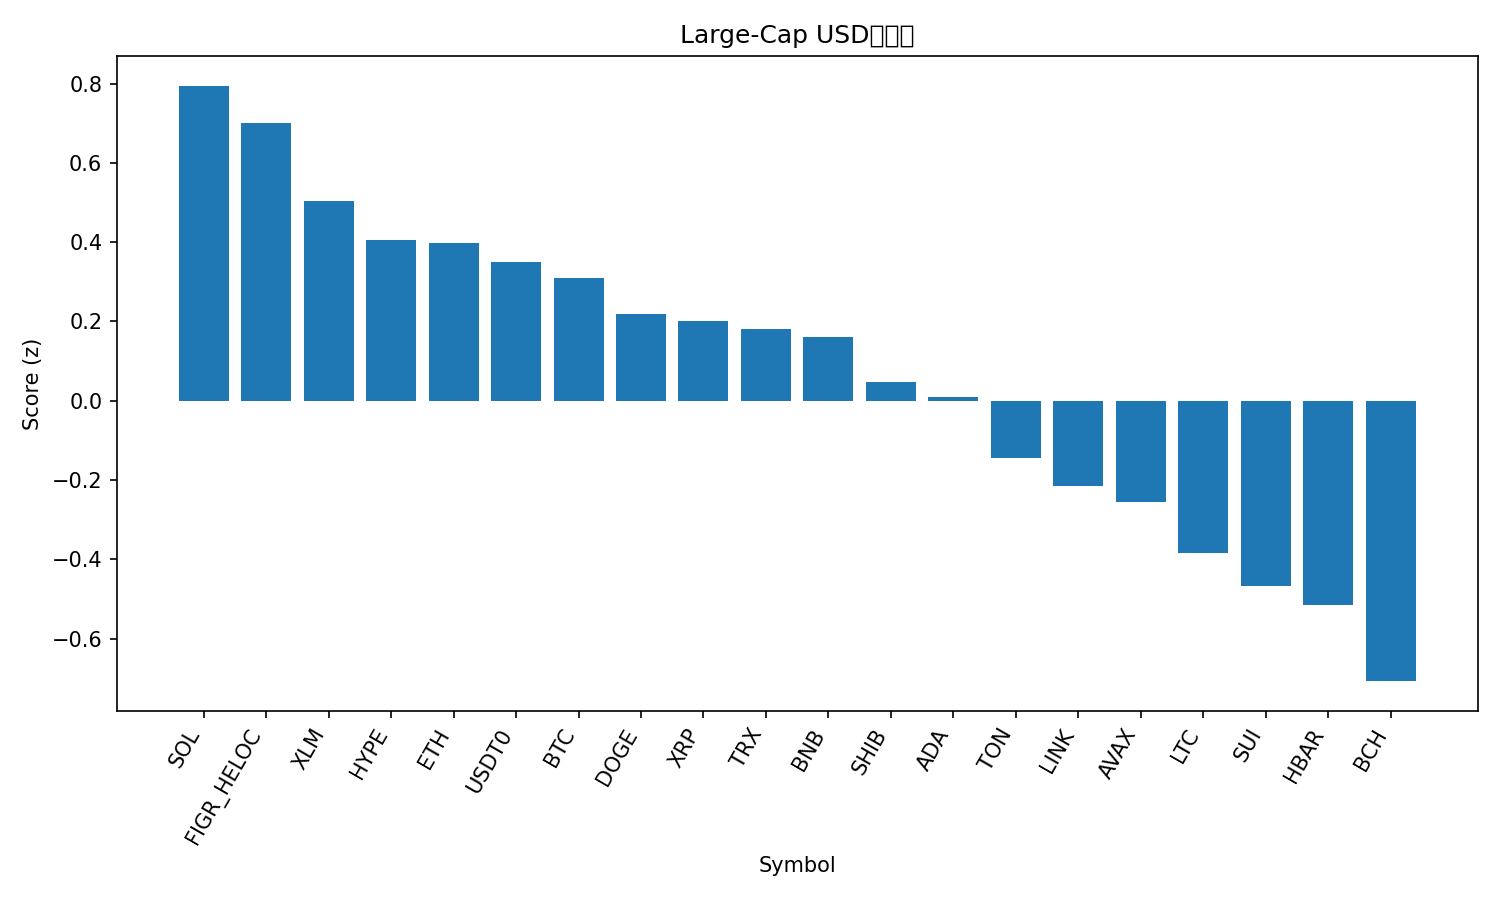 Large-Cap USD
Score (z)
0.8
0.6
0.4
0.2
0.0
−0.2
−0.4
−0.6
SOL
FIGR_HELOC
XLM
HYPE
ETH
USDT0
BTC
DOGE
XRP
TRX
BNB
SHIB
ADA
TON
LINK
AVAX
LTC
SUI
HBAR
BCH
Symbol